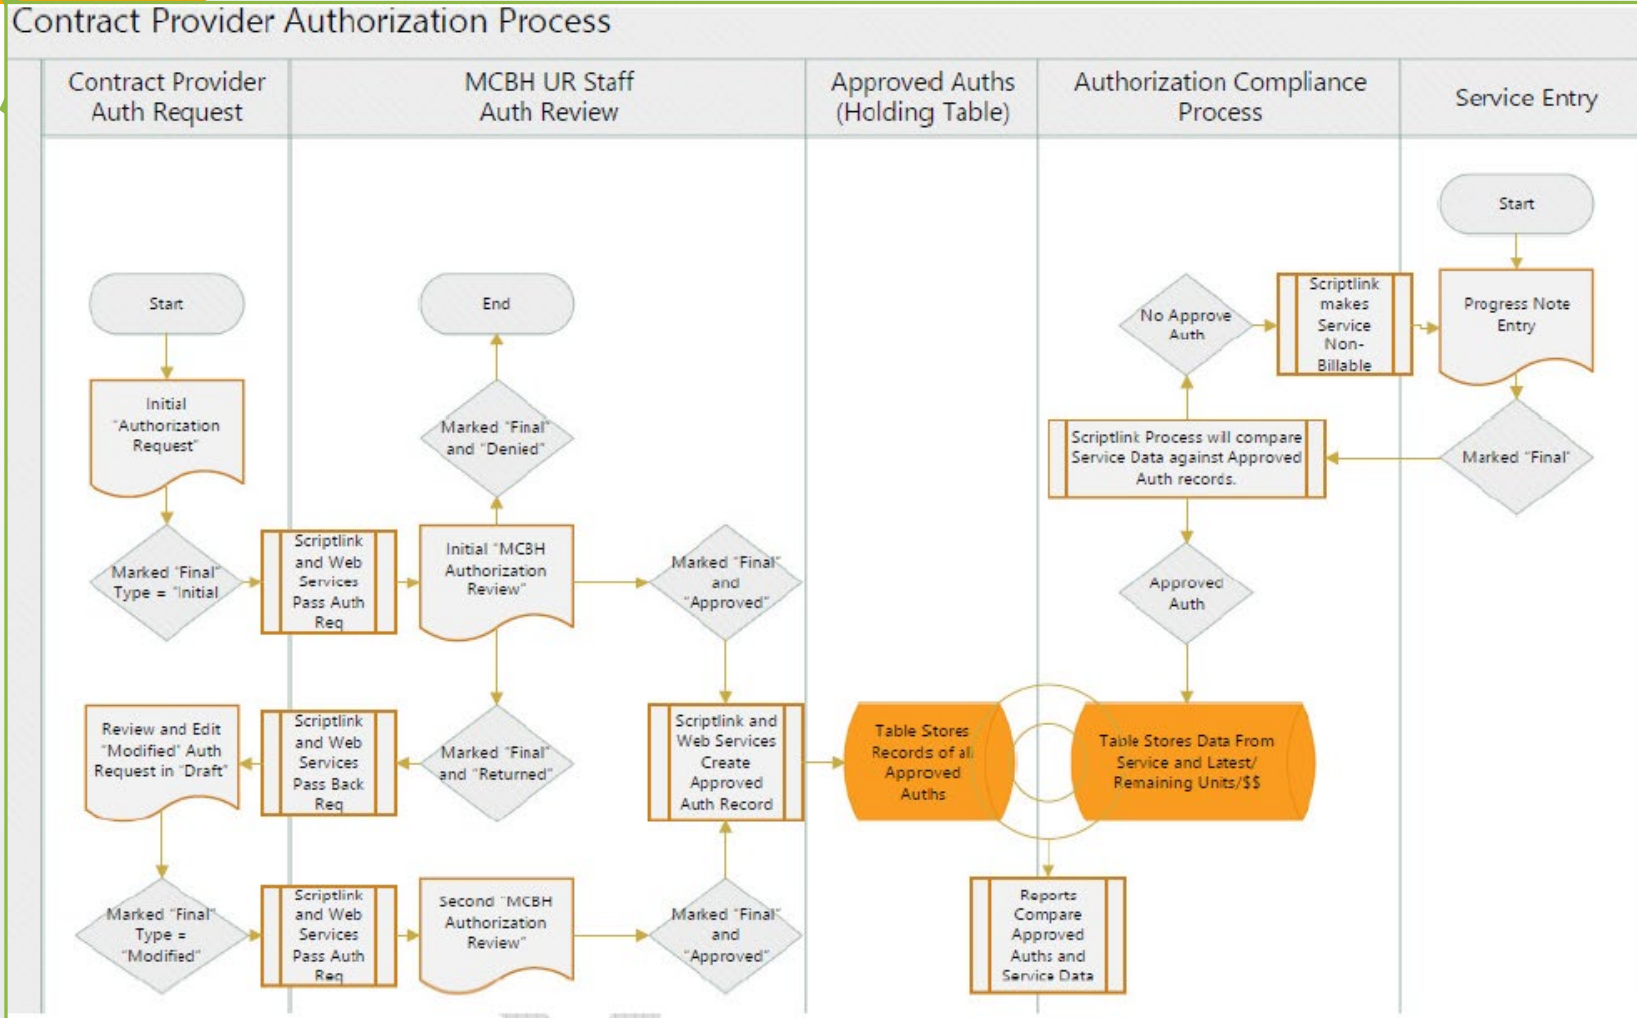 Contract Provider Authorization Process
Contract Provider
Auth Request
MCBH UR Staff
Auth Review
Approved Auths
(Holding Table)
Authorization Compliance
Process
Service Entry
Start
Initial
"Authorization
Request"
Marked "Final"
Type = "Initial
Scriptlink
and Web
Services
Pass Auth
Req
Initial "MCBH
Authorization
Review"
Marked "Final"
and "Denied"
End
Marked "Final"
and
"Approved"
Marked "Final"
and "Returned"
Scriptlink
and Web
Services
Pass Back
Req
Review and Edit
"Modified' Auth
Request in "Draft"
Marked "Final"
Type =
"Modified"
Scriptlink
and Web
Services
Pass Auth
Req
Second "MCBH
Authorization
Review"
Marked "Final"
and
"Approved"
Scriptlink and
Web Services
Create
Approved
Auth Record
Table Stores
Records of all
Approved
Auths
Start
Progress Note
Entry
Marked "Final"
Scriptlink Process will compare
Service Data against Approved
Auth records.
No Approve
Auth
Scriptlink
makes
Service
Non-
Billable
Approved
Auth
Table Stores Data From
Service and Latest/
Remaining Units/$$
Reports
Compare
Approved
Auths and
Service Data